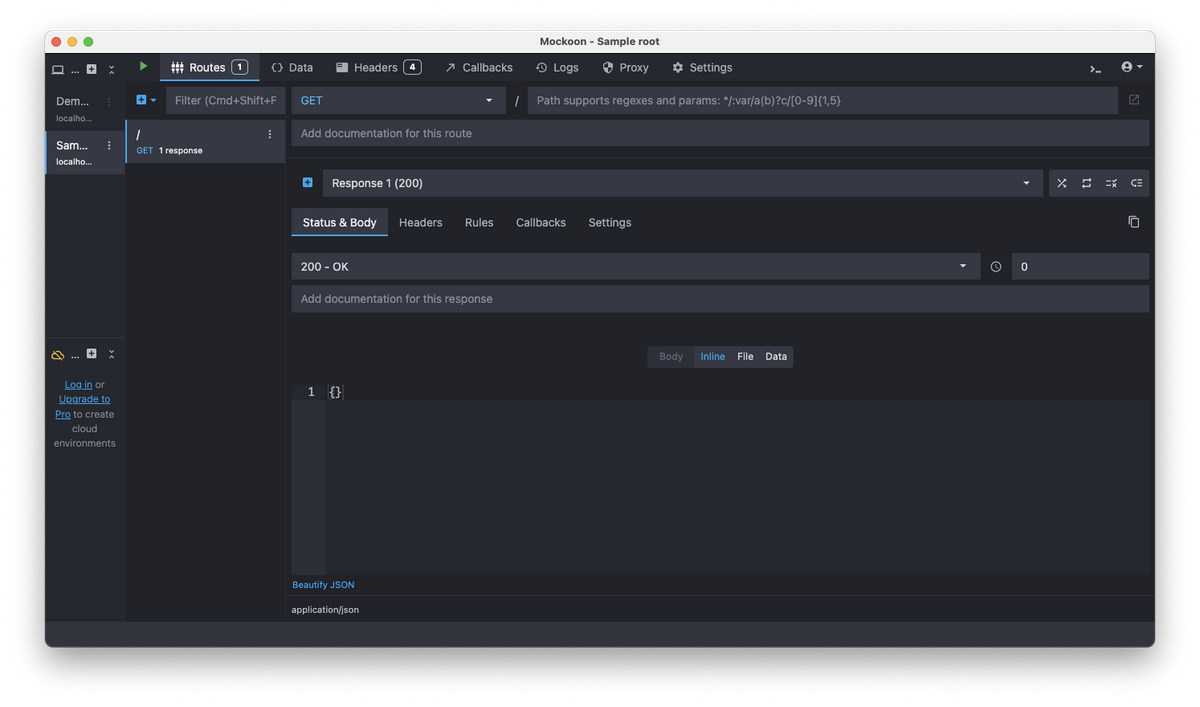 Mockoon - Sample root
...
Routes 1
Data
Headers 4
Callbacks
Logs
Proxy
Settings
Dem...
localho...
Sam...
localho...
Filter (Cmd+Shift+F
/
GET 1 response
GET
/
Path supports regexes and params: */:var/a(b)?c/[0-9]{1,5}
Add documentation for this route
Response 1 (200)
Status & Body
Headers
Rules
Callbacks
Settings
200 - OK
0
Add documentation for this response
Body
Inline
File
Data
1 {}
Beautify JSON
application/json
...
Log in or
Upgrade to
Pro to create
cloud
environments